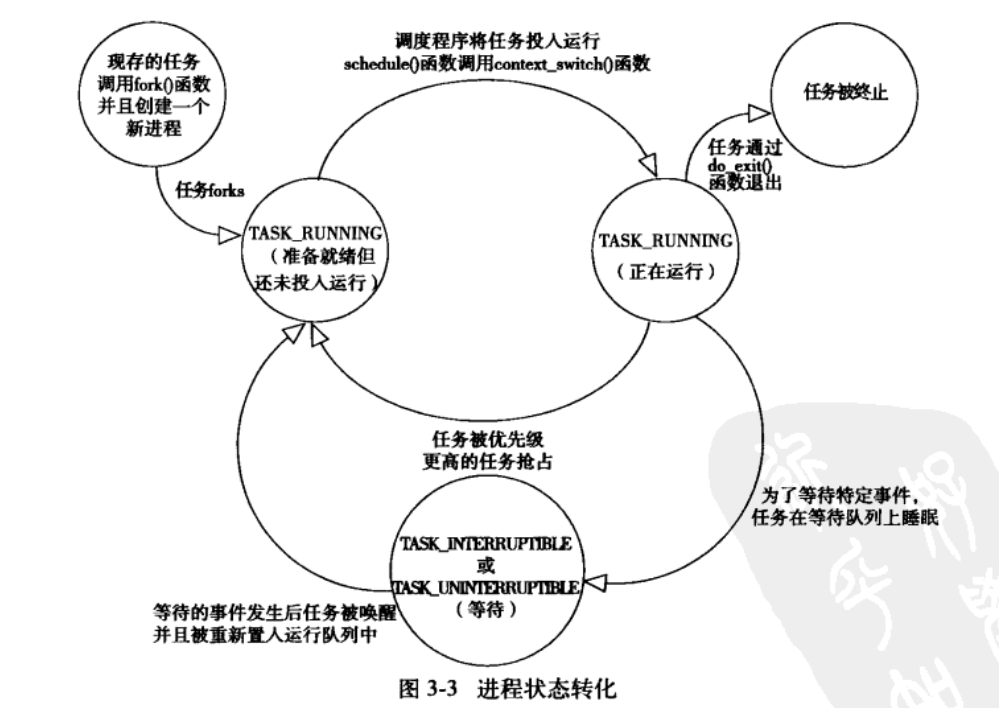 现存的任务
调用fork()函数
并且创建一个
新进程
调度程序将任务投入运行
schedule()函数调用context_switch()函数
任务被终止
任务通过
do_exit()
函数退出
任务forks
TASK_RUNNING
(准备就绪但
还未投入运行)
TASK_RUNNING
(正在运行)
任务被优先级
更高的任务抢占
为了等待特定事件,
任务在等待队列上睡眠
TASK_INTERRUPTIBLE
或
TASK_UNINTERRUPTIBLE
(等待)
等待的事件发生后任务被唤醒
并且被重新置人运行队列中
图 3-3 进程状态转化